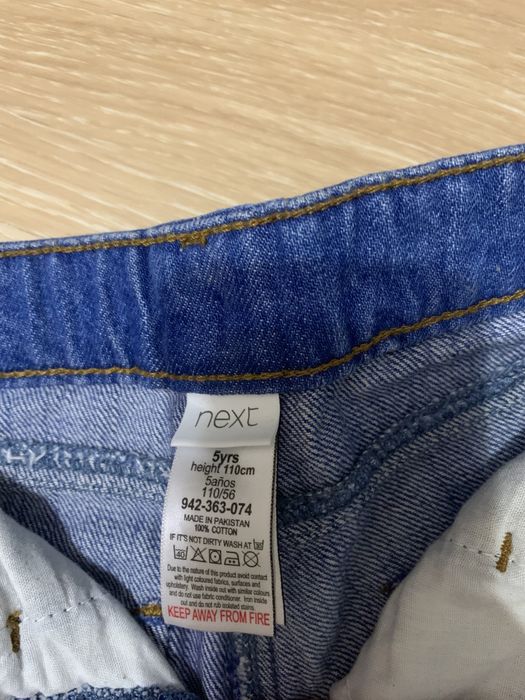 next
5yrs
height 110cm
5años
110/56
942-363-074
MADE IN PAKISTAN
100% COTTON
IF IT'S NOT DIRTY WASH AT 30
40
Due to the nature of this product avoid contact
with light coloured fabrics, surfaces and
upholstery. Wash inside out with similar colours
and do not use fabric conditioner. Iron inside
out and do not rub isolated stains.
KEEP AWAY FROM FIRE